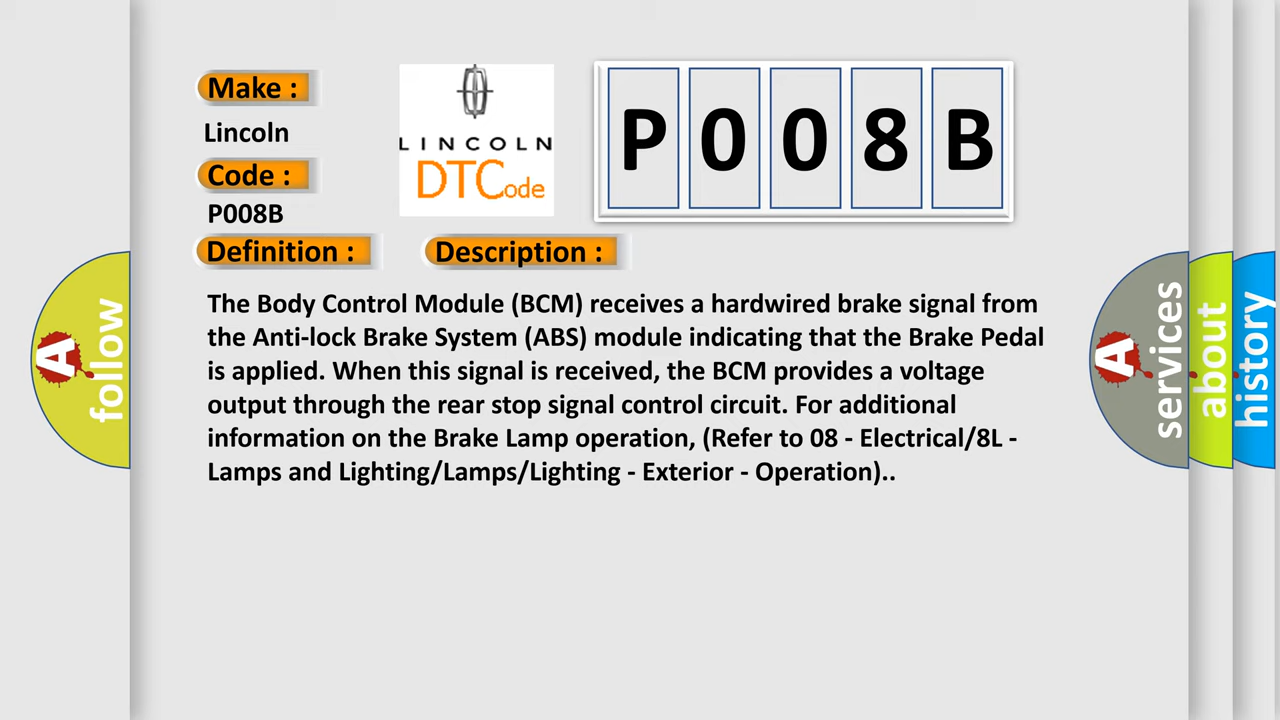 Make :
Lincoln
Code :
P008B
Definition :
Description :
LINCOLN
DTCode
P008B
The Body Control Module (BCM) receives a hardwired brake signal from
the Anti-lock Brake System (ABS) module indicating that the Brake Pedal
is applied. When this signal is received, the BCM provides a voltage
output through the rear stop signal control circuit. For additional
information on the Brake Lamp operation, (Refer to 08 - Electrical/8L -
Lamps and Lighting/Lamps/Lighting - Exterior - Operation)..
A
follow
A
services
about
history